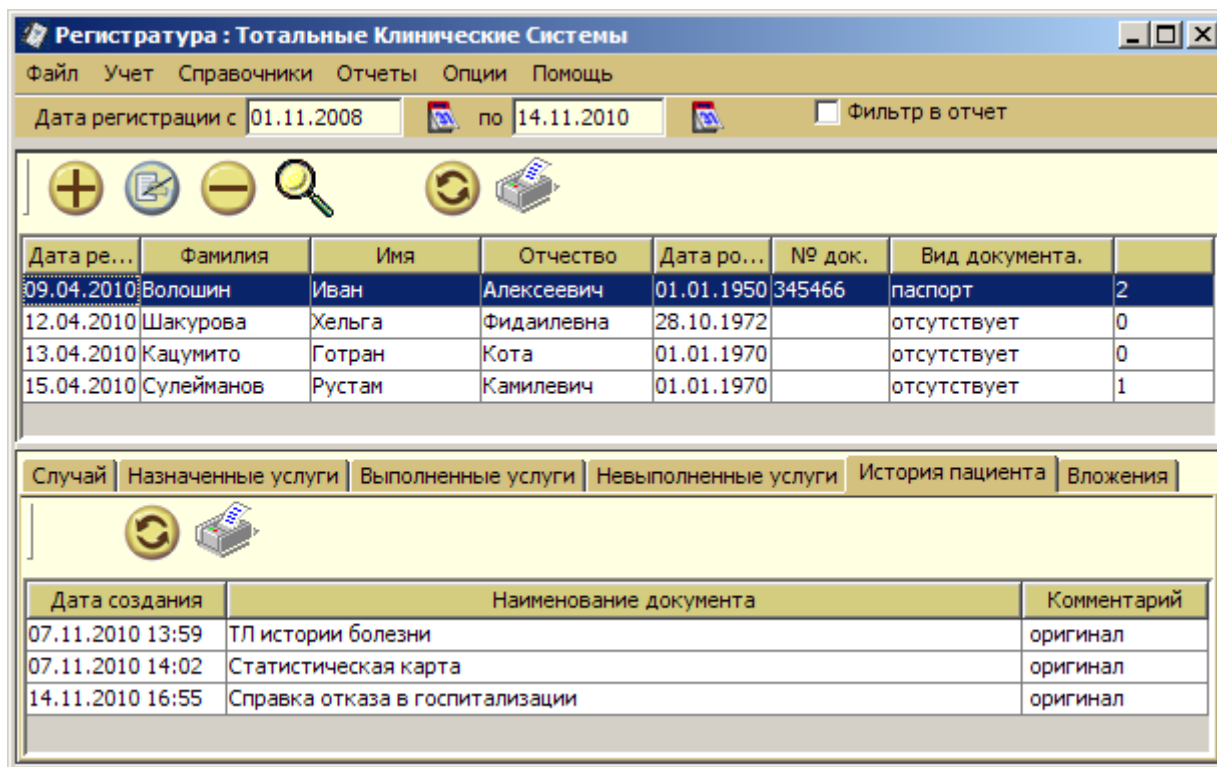 Регистратура : Тотальные Клинические Системы
Файл Учет Справочники Отчеты Опции Помощь
Дата регистрации с 01.11.2008 по 14.11.2010 Фильтр в отчет
Дата ре... Фамилия Имя Отчество Дата ро... № док. Вид документа.
09.04.2010 Волошин Иван Алексеевич 01.01.1950 345466 паспорт 2
12.04.2010 Шакурова Хельга Фидаилевна 28.10.1972 отсутствует 0
13.04.2010 Кацумито Готран Кота 01.01.1970 отсутствует 0
15.04.2010 Сулейманов Рустам Камилевич 01.01.1970 отсутствует 1
Случай Назначенные услуги Выполненные услуги Невыполненные услуги История пациента Вложения
Дата создания Наименование документа Комментарий
07.11.2010 13:59 ТЛ истории болезни оригинал
07.11.2010 14:02 Статистическая карта оригинал
14.11.2010 16:55 Справка отказа в госпитализации оригинал